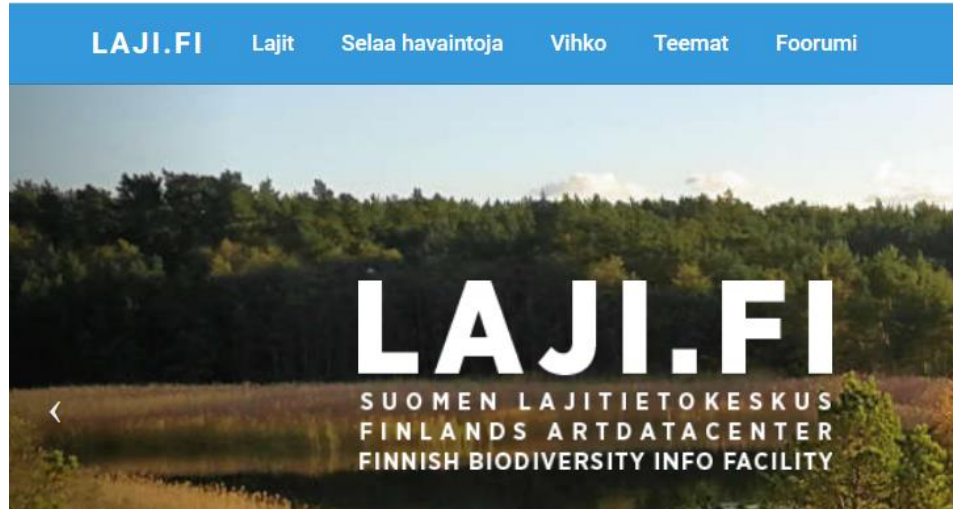 LAJI.FI Lajit Selaa havaintoja Vihko Teemat Foorumi
LAJI.FI
SUOMEN LAJITIETOKESKUS
FINLANDS ARTDATACENTER
FINNISH BIODIVERSITY INFO FACILITY